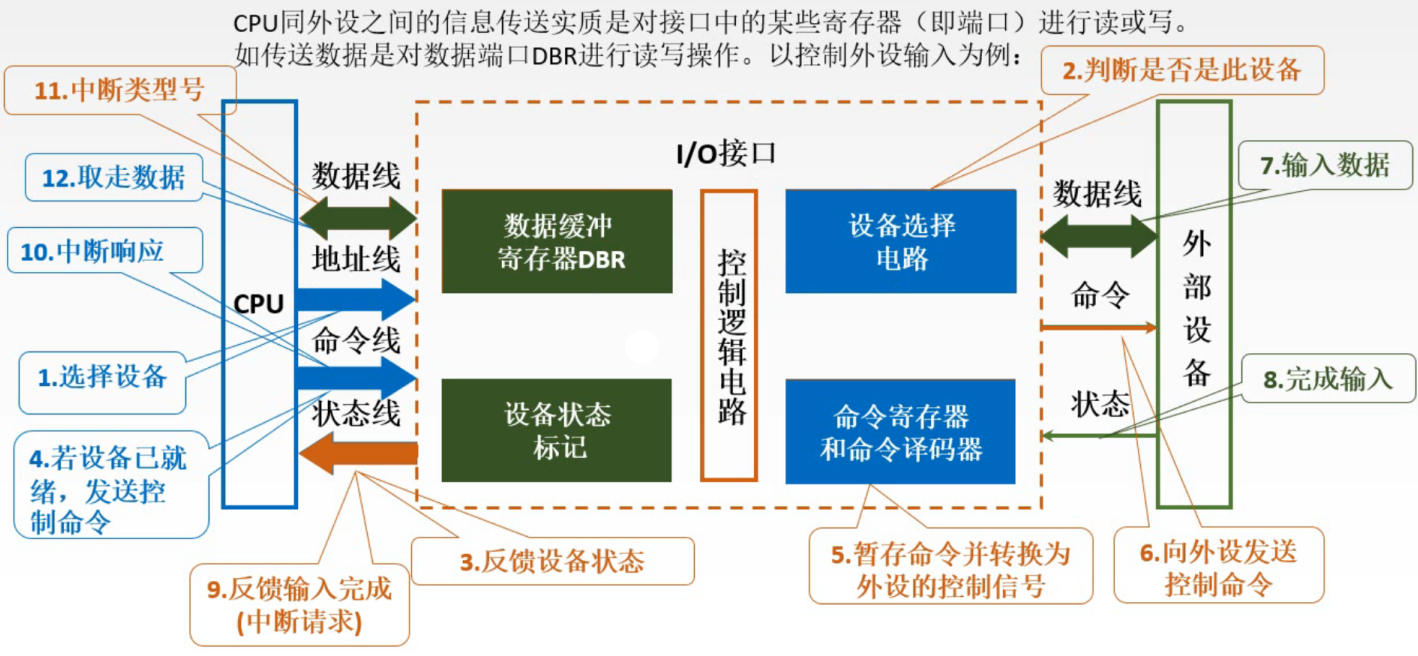 CPU同外设之间的信息传送实质是对接口中的某些寄存器（即端口）进行读或写。
如传送数据是对数据端口DBR进行读写操作。以控制外设输入为例：
11.中断类型号
2.判断是否是此设备
I/O接口
12.取走数据
数据线
数据缓冲
寄存器DBR
设备选择
电路
数据线
7.输入数据
10.中断响应
地址线
CPU
控
制
逻
辑
电
路
命令
外
部
设
备
1.选择设备
命令线
状态线
设备状态
标记
命令寄存器
和命令译码器
状态
8.完成输入
4.若设备已就
绪，发送控
制命令
3.反馈设备状态
9.反馈输入完成
(中断请求)
5.暂存命令并转换为
外设的控制信号
6.向外设发送
控制命令